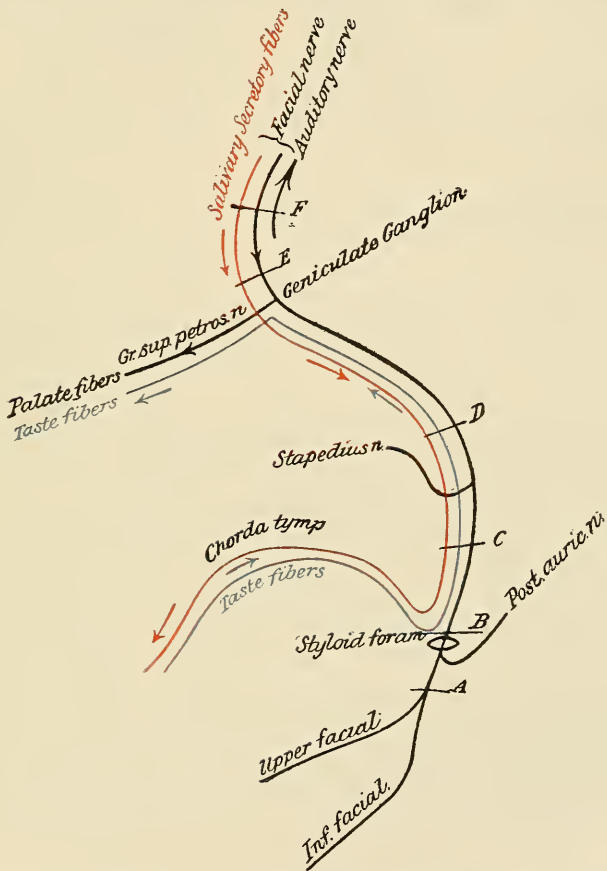 Salivary Secretory fibers
Facial nerve
Auditory nerve
F
E
Geniculate Ganglion.
Gr. sup. petros. n
Palate fibers
Taste fibers
D
Stapedius n.
C
Chorda tymp
Taste fibers
Post. auric. n.
B
Styloid foram
A
Upper facial
Inf. facial.